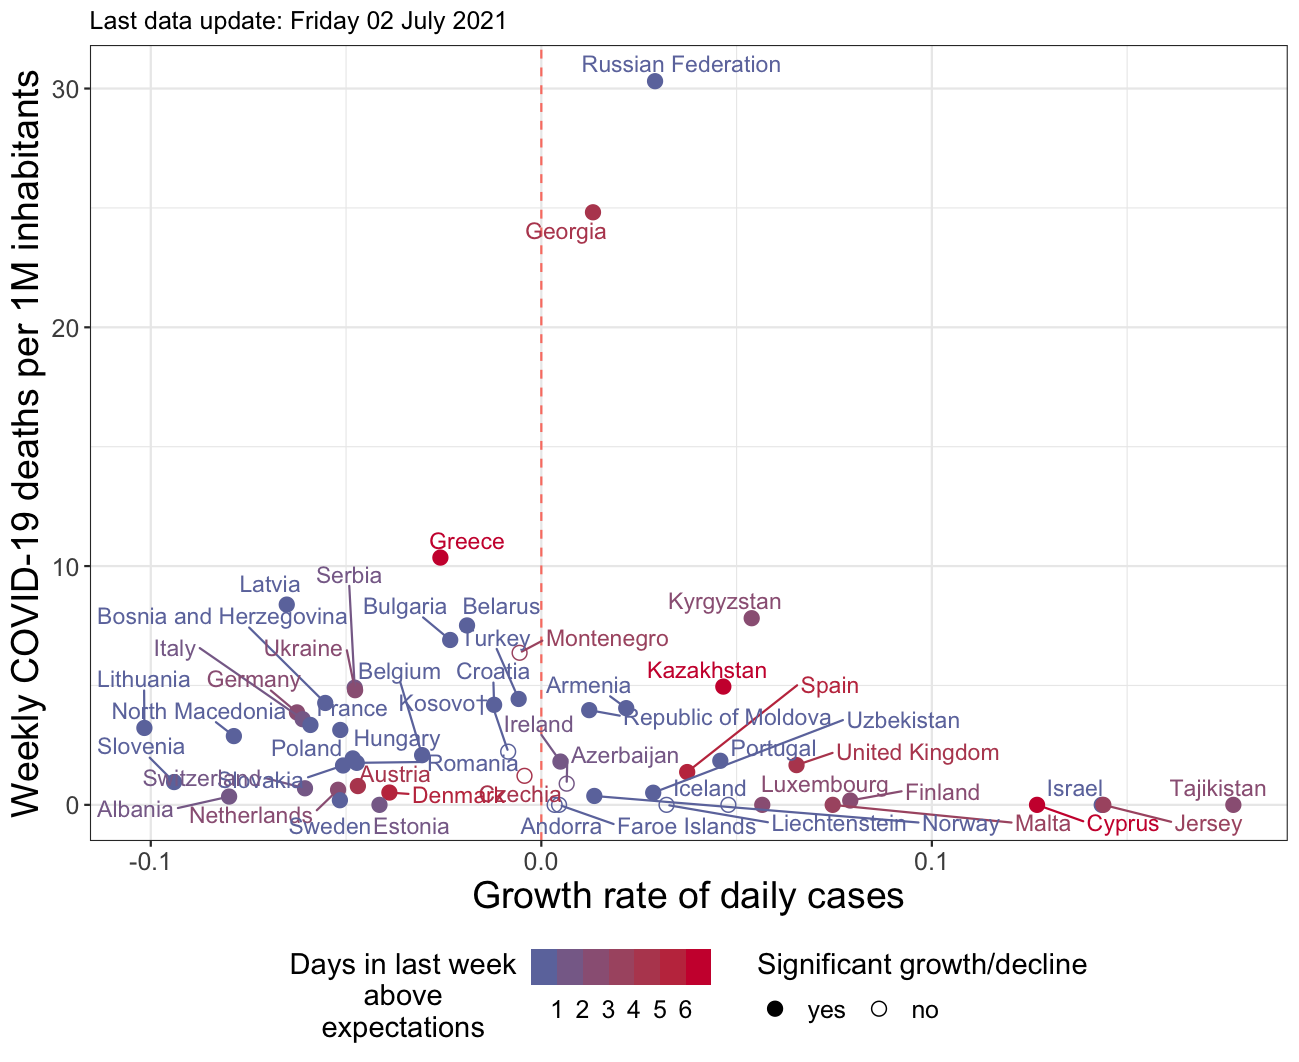 Last data update: Friday 02 July 2021
Weekly COVID-19 deaths per 1M inhabitants
30
20
10
0
Russian Federation
Georgia
Greece
Serbia
Latvia
Bosnia and Herzegovina
Bulgaria
Belarus
Kyrgyzstan
Italy
Ukraine
Turkey
Montenegro
Lithuania
Germany
Belgium
Croatia
Kazakhstan
Armenia
Spain
North Macedonia
France
Kosovo†
Republic of Moldova
Uzbekistan
Ireland
Slovenia
Poland
Hungary
Azerbaijan
Portugal
United Kingdom
Romania
Switzerland
Slovakia
Austria
Iceland
Luxembourg
Finland
Israel
Tajikistan
Albania
Netherlands
Denmark
Czechia
Sweden
Estonia
Andorra
Faroe Islands
Liechtenstein
Norway
Malta
Cyprus
Jersey
-0.1
0.0
0.1
Growth rate of daily cases
Days in last week
above
expectations
1 2 3 4 5 6
Significant growth/decline
yes
no